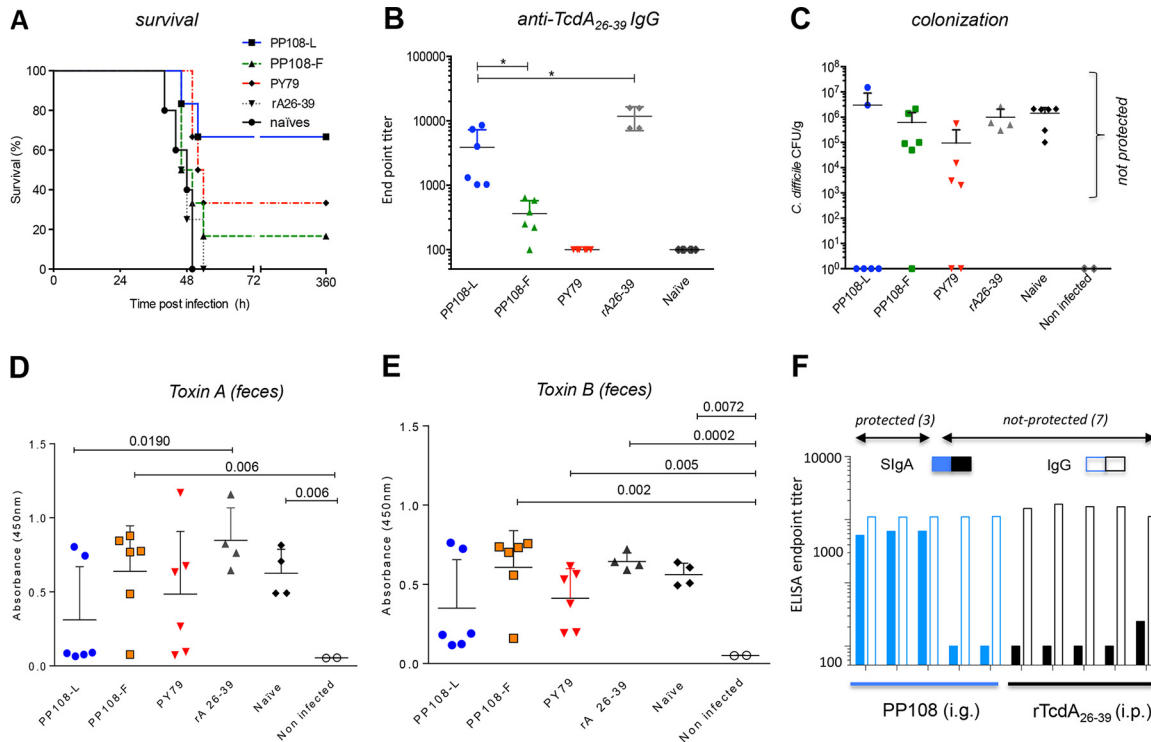 A
survival
PP108-L
PP108-F
PY79
rA26-39
naïves
100
80
60
40
20
0
Survival (%)
0 24 48 72 360
Time post infection (h)
B
anti-TcdA26-39 IgG
*
*
100000
10000
1000
100
End point titer
PP108-L
PP108-F
PY79
rA26-39
Naïve
C
colonization
10^8
10^7
10^6
10^5
10^4
10^3
10^2
10^1
10^0
C. difficile CFU/g
not protected
PP108-L
PP108-F
PY79
rA26-39
Naïve
Non infected
D
Toxin A (feces)
0.0190
0.006
0.006
1.5
1.0
0.5
0.0
Absorbance (450nm)
PP108-L
PP108-F
PY79
rA 26-39
Naïve
Non infected
E
Toxin B (feces)
0.0072
0.0002
0.005
0.002
1.5
1.0
0.5
0.0
Absorbance (450nm)
PP108-L
PP108-F
PY79
rA 26-39
Naïve
Non infected
F
protected (3) not-protected (7)
SIgA IgG
10000
1000
100
ELISA endpoint titer
PP108 (i.g.) rTcdA26-39 (i.p.)